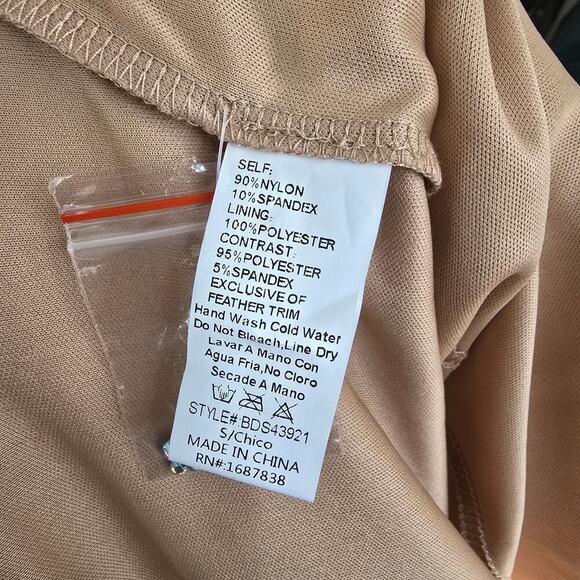 SELF:
90%NYLON
10%SPANDEX
LINING:
100%POLYESTER
CONTRAST:
95%POLYESTER
5%SPANDEX
EXCLUSIVE OF
FEATHER TRIM
Hand Wash Cold Water
Do Not Bleach,Line Dry
Lavar A Mano Con
Agua Fria,No Cloro
Secade A Mano
STYLE#:BDS43921
S/Chico
MADE IN CHINA
RN#:1687838